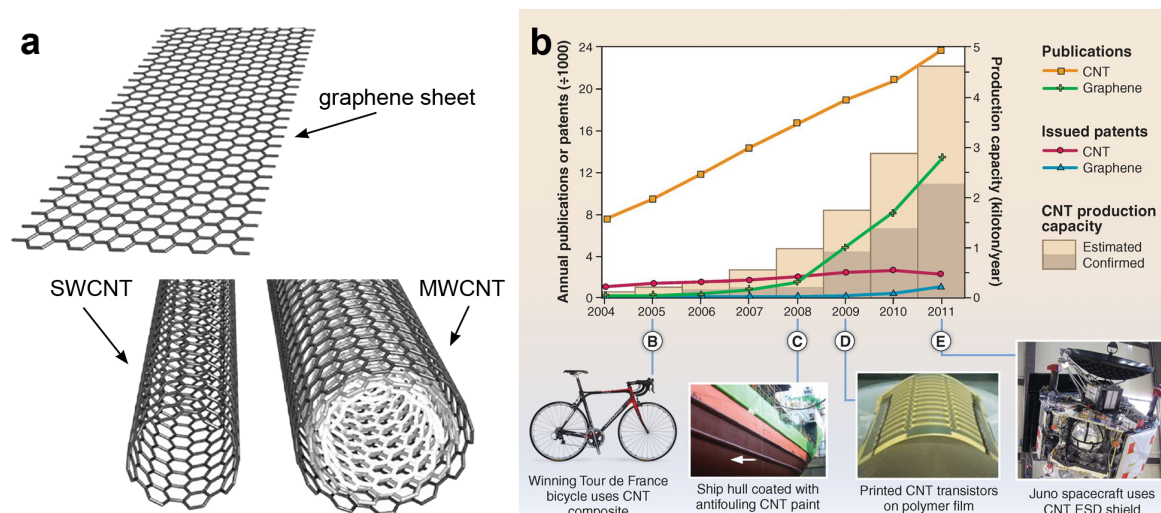 a
graphene sheet
SWCNT
MWCNT
b
Annual publications or patents (÷1000)
24
20
16
12
8
4
0
5
4
3
2
1
0
Production capacity (kiloton/year)
2004 2005 2006 2007 2008 2009 2010 2011
Publications
CNT
Graphene
Issued patents
CNT
Graphene
CNT production
capacity
Estimated
Confirmed
B
C
D
E
Winning Tour de France
bicycle uses CNT
composite
Ship hull coated with
antifouling CNT paint
Printed CNT transistors
on polymer film
Juno spacecraft uses
CNT ESD shield